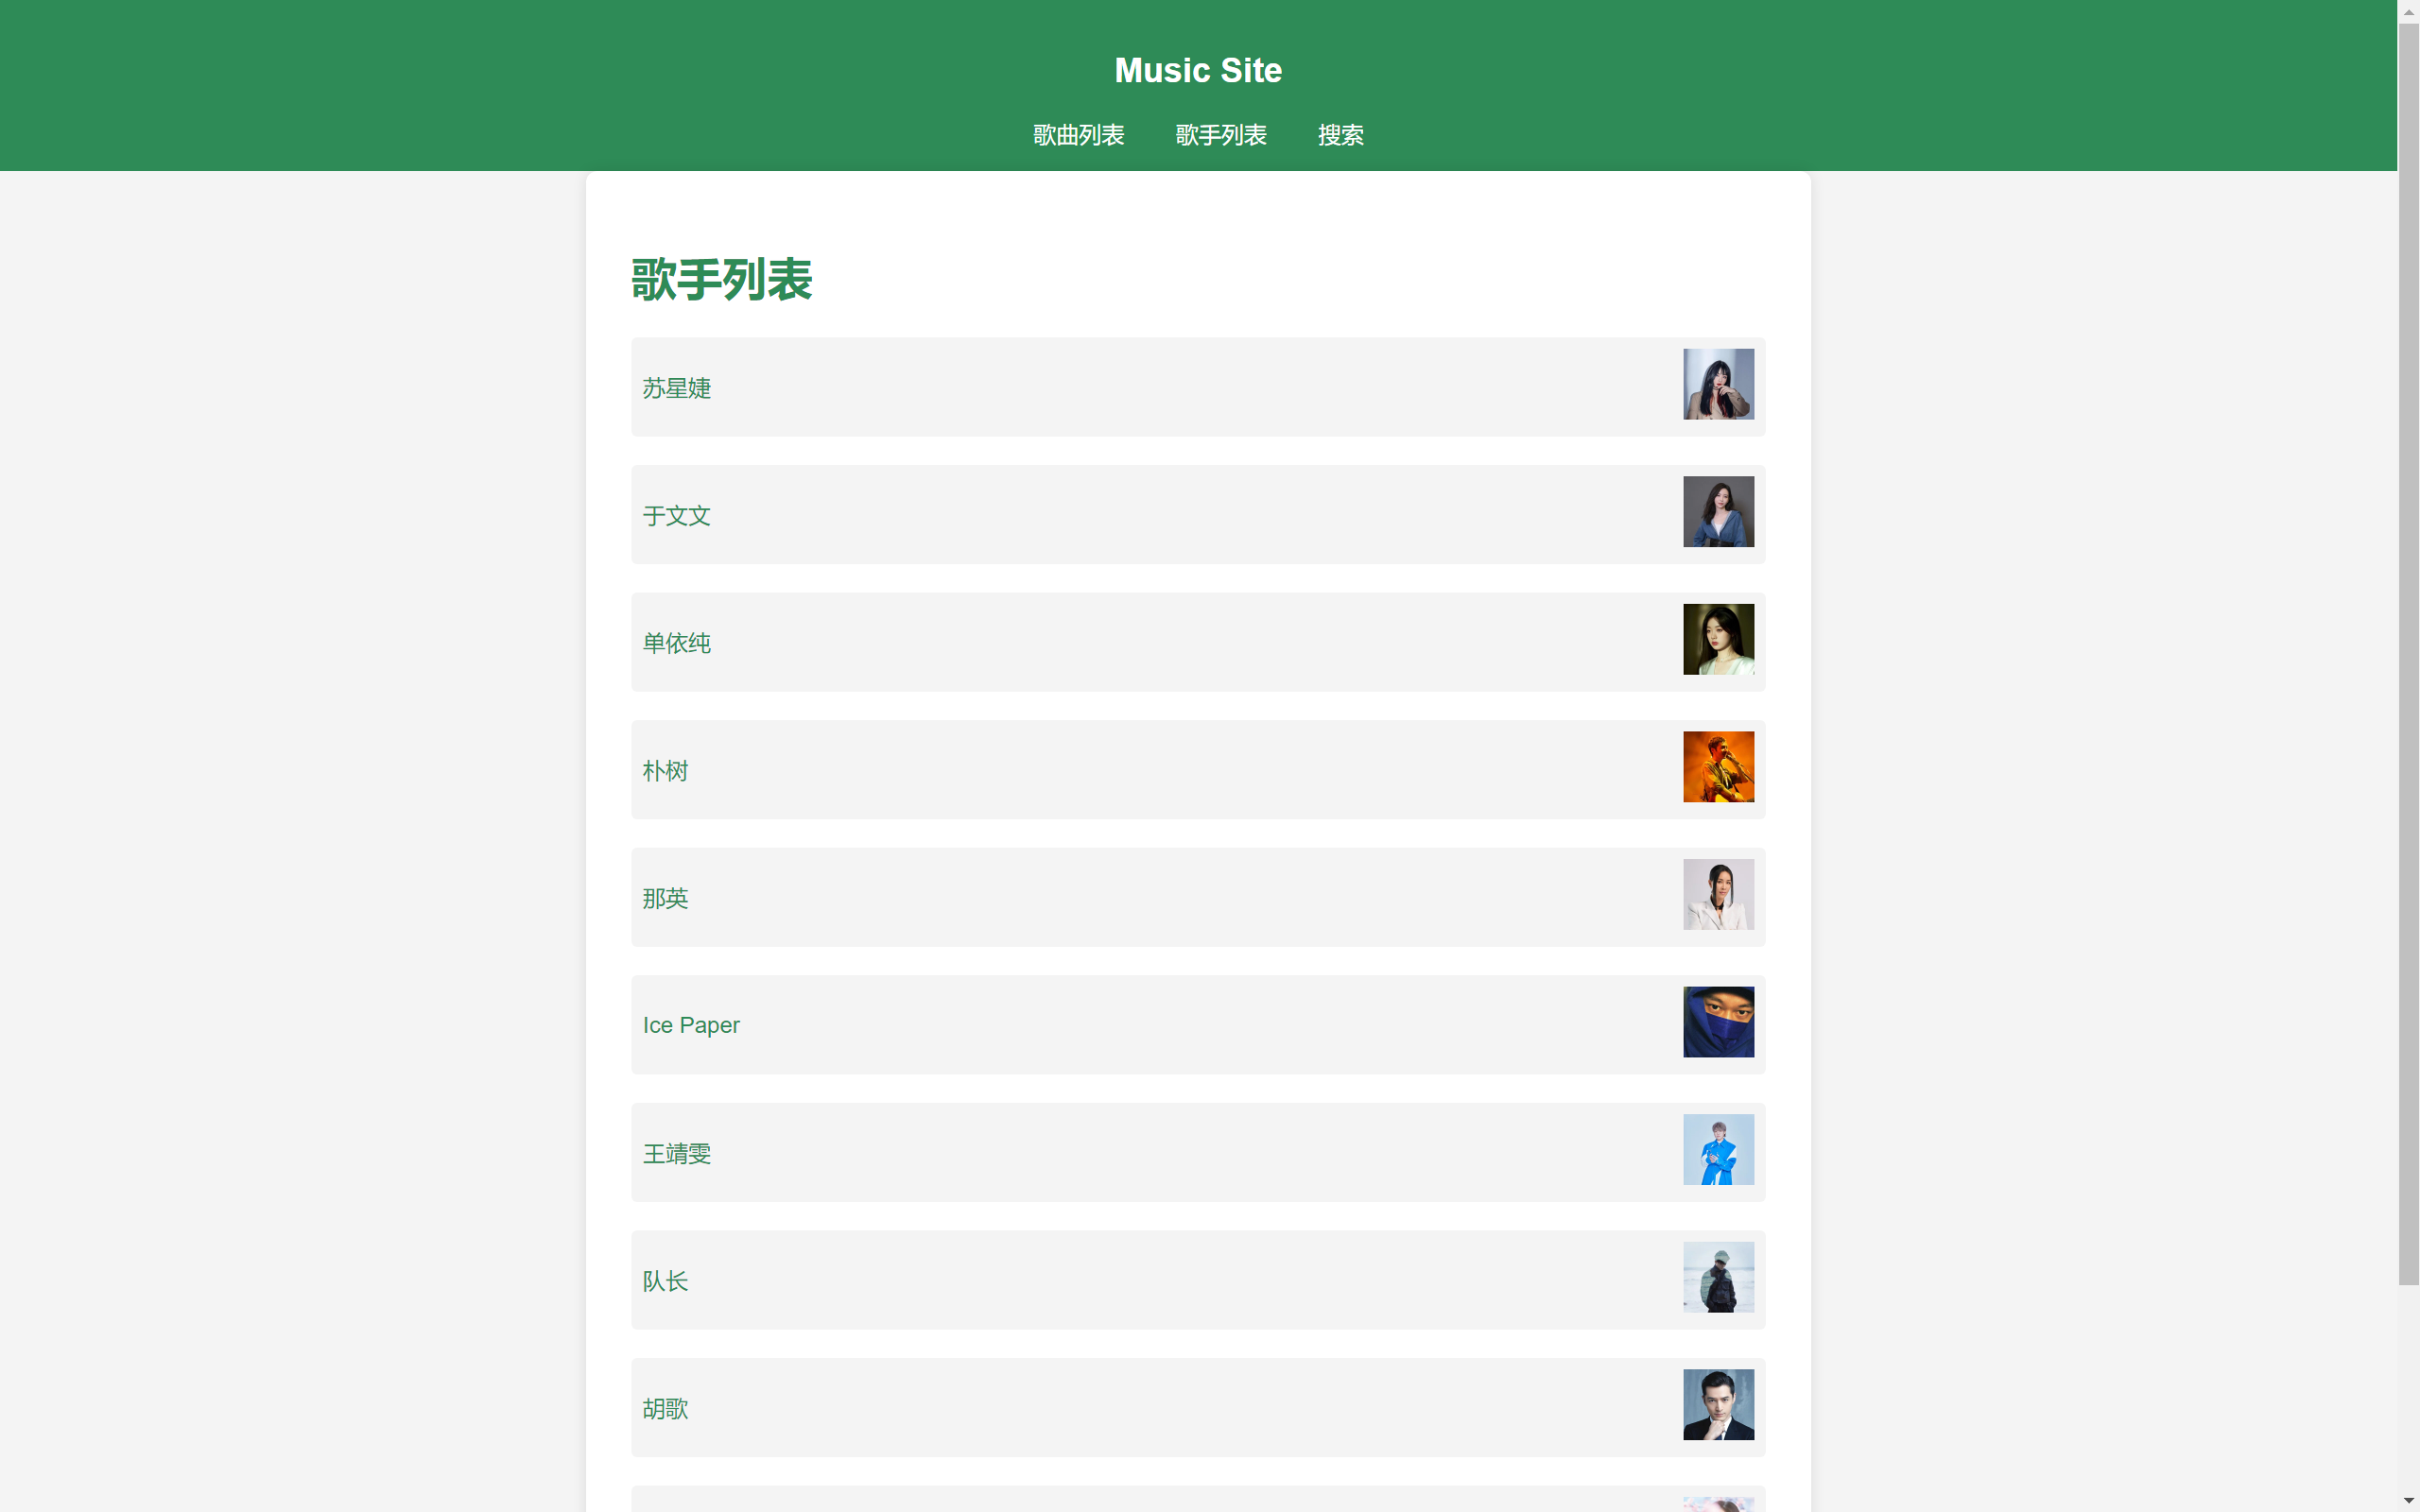 Music Site
歌曲列表 歌手列表 搜索
歌手列表
苏星婕
于文文
单依纯
朴树
那英
Ice Paper
王靖雯
队长
胡歌